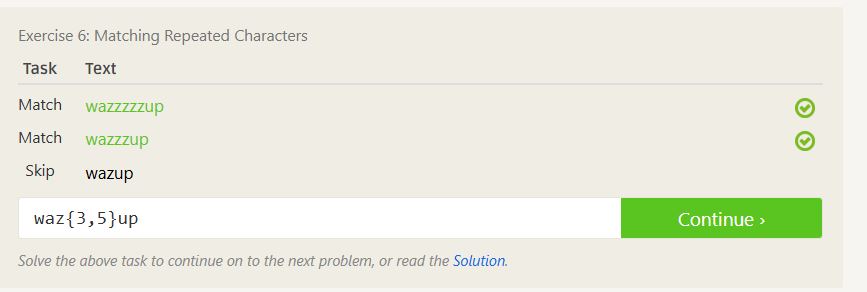 Exercise 6: Matching Repeated Characters
Task Text
Match wazzzzzup
Match wazzzup
Skip wazup
waz{3,5}up Continue ›
Solve the above task to continue on to the next problem, or read the Solution.